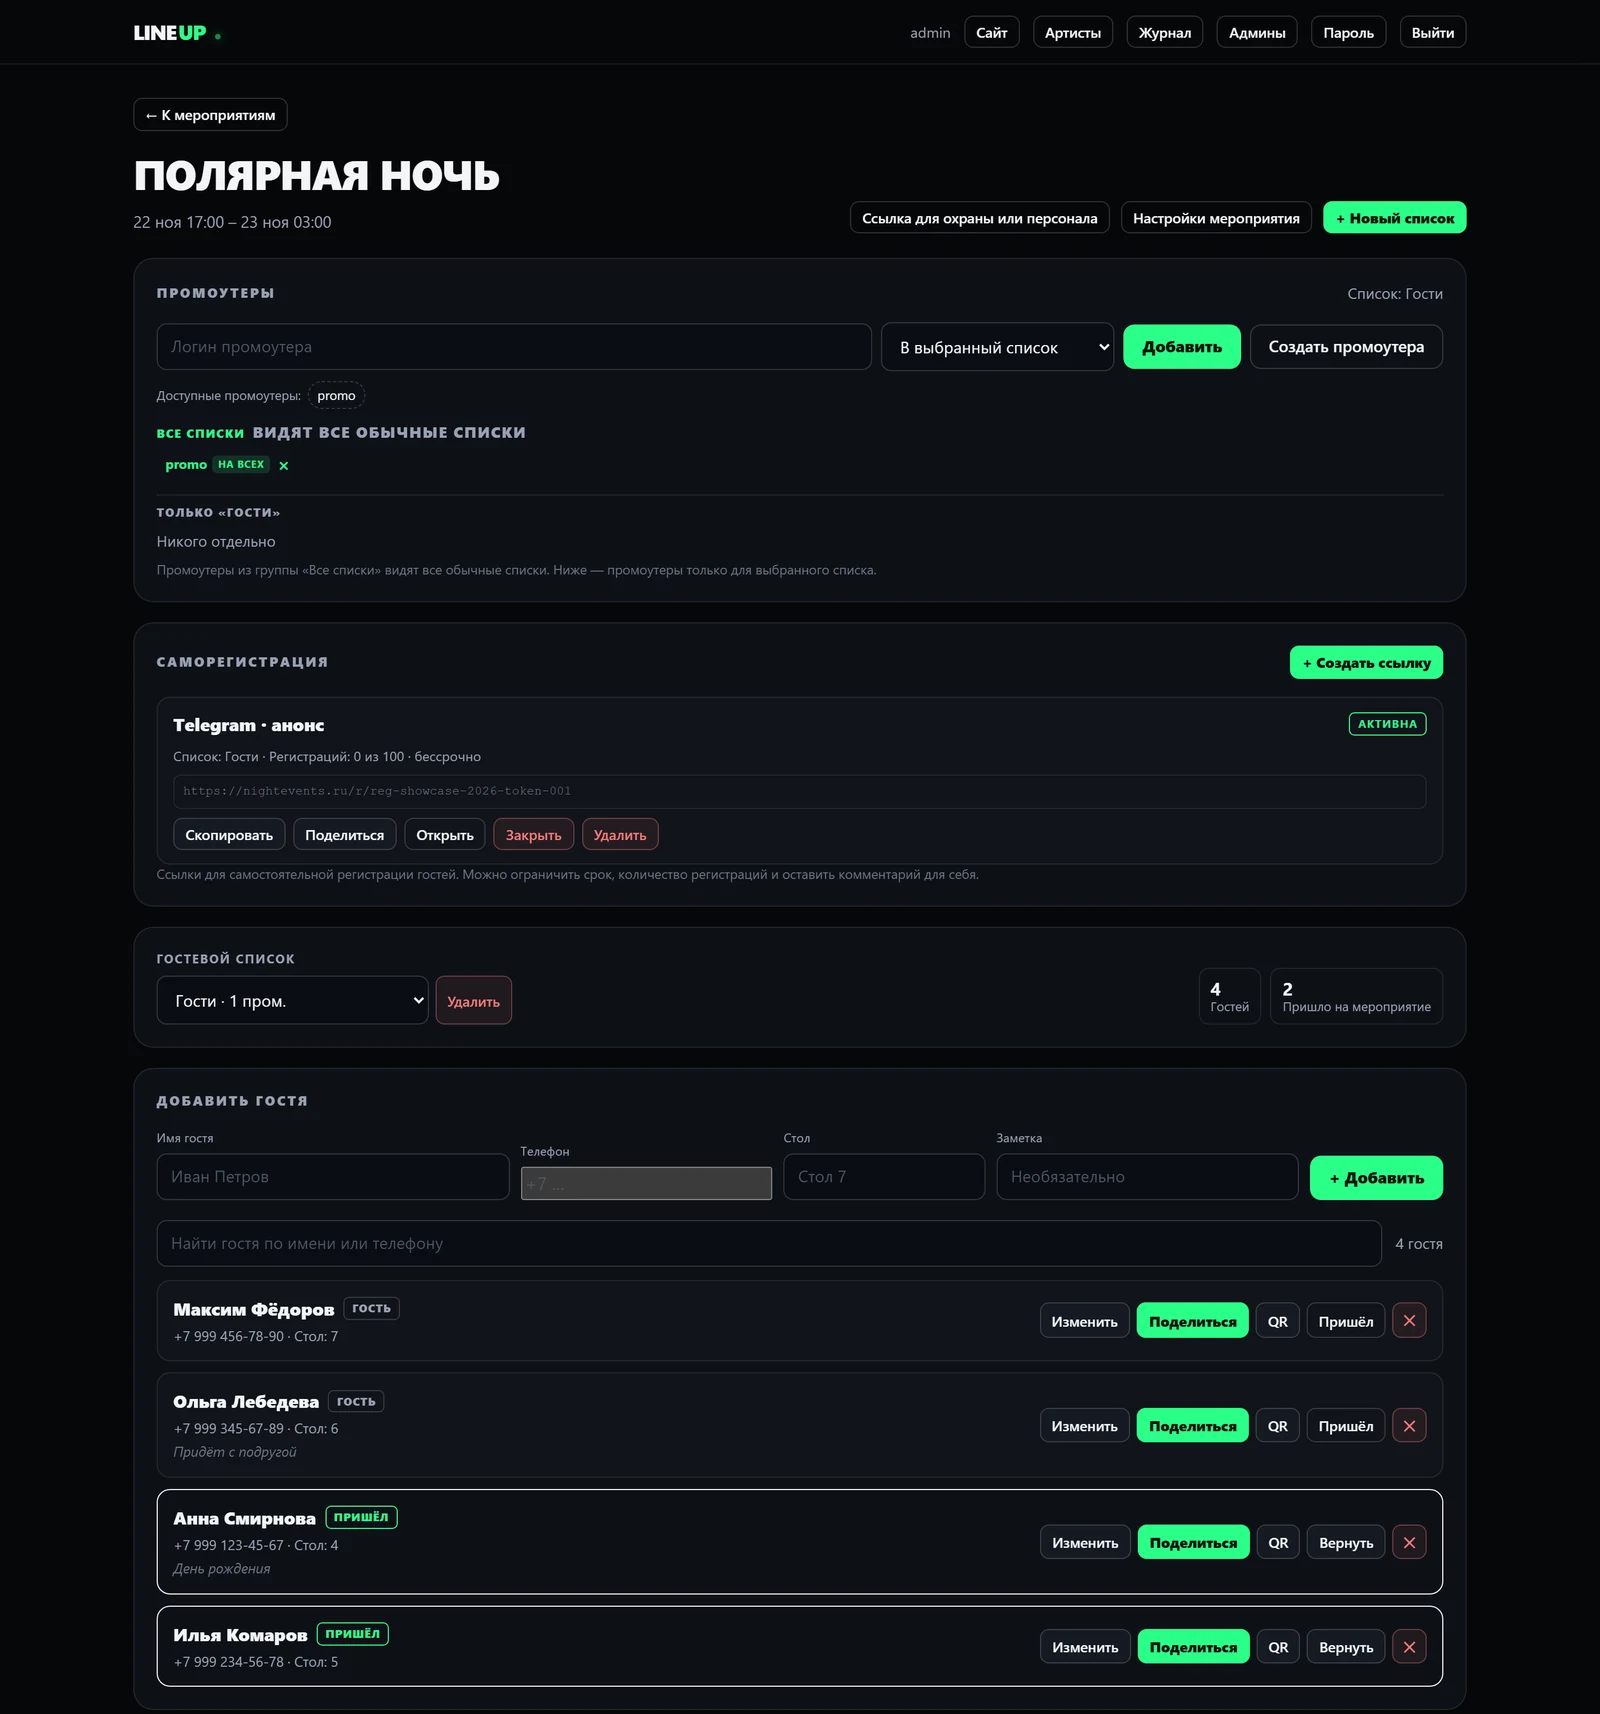 LINEUP
admin Сайт Артисты Журнал Админы Пароль Выйти
← К мероприятиям
ПОЛЯРНАЯ НОЧЬ
22 ноя 17:00 – 23 ноя 03:00
Ссылка для охраны или персонала Настройки мероприятия + Новый список
ПРОМОУТЕРЫ
Список: Гости
Логин промоутера В выбранный список Добавить Создать промоутера
Доступные промоутеры: promo
ВСЕ СПИСКИ ВИДЯТ ВСЕ ОБЫЧНЫЕ СПИСКИ
promo НА ВСЕХ ×
ТОЛЬКО «ГОСТИ»
Никого отдельно
Промоутеры из группы «Все списки» видят все обычные списки. Ниже — промоутеры только для выбранного списка.
САМОРЕГИСТРАЦИЯ
+ Создать ссылку
Telegram · анонс
АКТИВНА
Список: Гости · Регистраций: 0 из 100 · бессрочно
https://nightevents.ru/r/reg-showcase-2026-token-001
Скопировать Поделиться Открыть Закрыть Удалить
Ссылки для самостоятельной регистрации гостей. Можно ограничить срок, количество регистраций и оставить комментарий для себя.
ГОСТЕВОЙ СПИСОК
Гости · 1 пром. Удалить
4
Гостей
2
Пришло на мероприятие
ДОБАВИТЬ ГОСТЯ
Имя гостя
Иван Петров
Телефон
+7 ...
Стол
Стол 7
Заметка
Необязательно
+ Добавить
Найти гостя по имени или телефону
4 гостя
Максим Фёдоров ГОСТЬ
+7 999 456-78-90 · Стол: 7
Изменить Поделиться QR Пришёл ×
Ольга Лебедева ГОСТЬ
+7 999 345-67-89 · Стол: 6
Придёт с подругой
Изменить Поделиться QR Пришёл ×
Анна Смирнова ПРИШЁЛ
+7 999 123-45-67 · Стол: 4
День рождения
Изменить Поделиться QR Вернуть ×
Илья Комаров ПРИШЁЛ
+7 999 234-56-78 · Стол: 5
Изменить Поделиться QR Вернуть ×